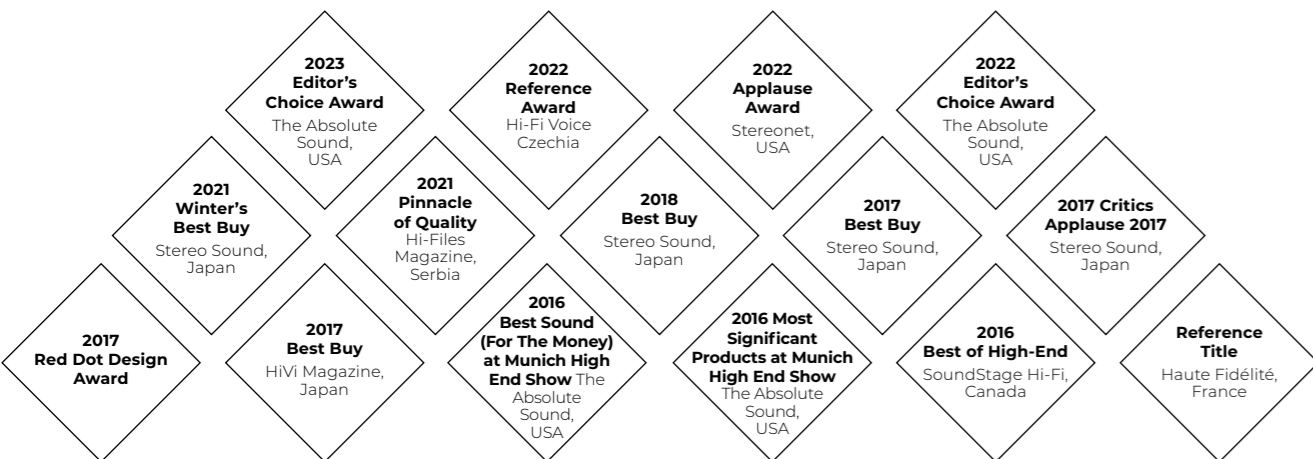 2023
Editor's
Choice Award
The Absolute
Sound,
USA
2022
Reference
Award
Hi-Fi Voice
Czechia
2022
Applause
Award
Stereonet,
USA
2022
Editor's
Choice Award
The Absolute
Sound,
USA
2021
Winter's
Best Buy
Stereo Sound,
Japan
2021
Pinnacle
of Quality
Hi-Files
Magazine,
Serbia
2018
Best Buy
Stereo Sound,
Japan
2017
Best Buy
Stereo Sound,
Japan
2017 Critics
Applause 2017
Stereo Sound,
Japan
2017
Red Dot Design
Award
2017
Best Buy
HiVi Magazine,
Japan
2016
Best Sound
(For The Money)
at Munich High
End Show The
Absolute
Sound,
USA
2016 Most
Significant
Products at Munich
High End Show
The Absolute
Sound,
USA
2016
Best of High-End
SoundStage Hi-Fi,
Canada
Reference
Title
Haute Fidélité,
France